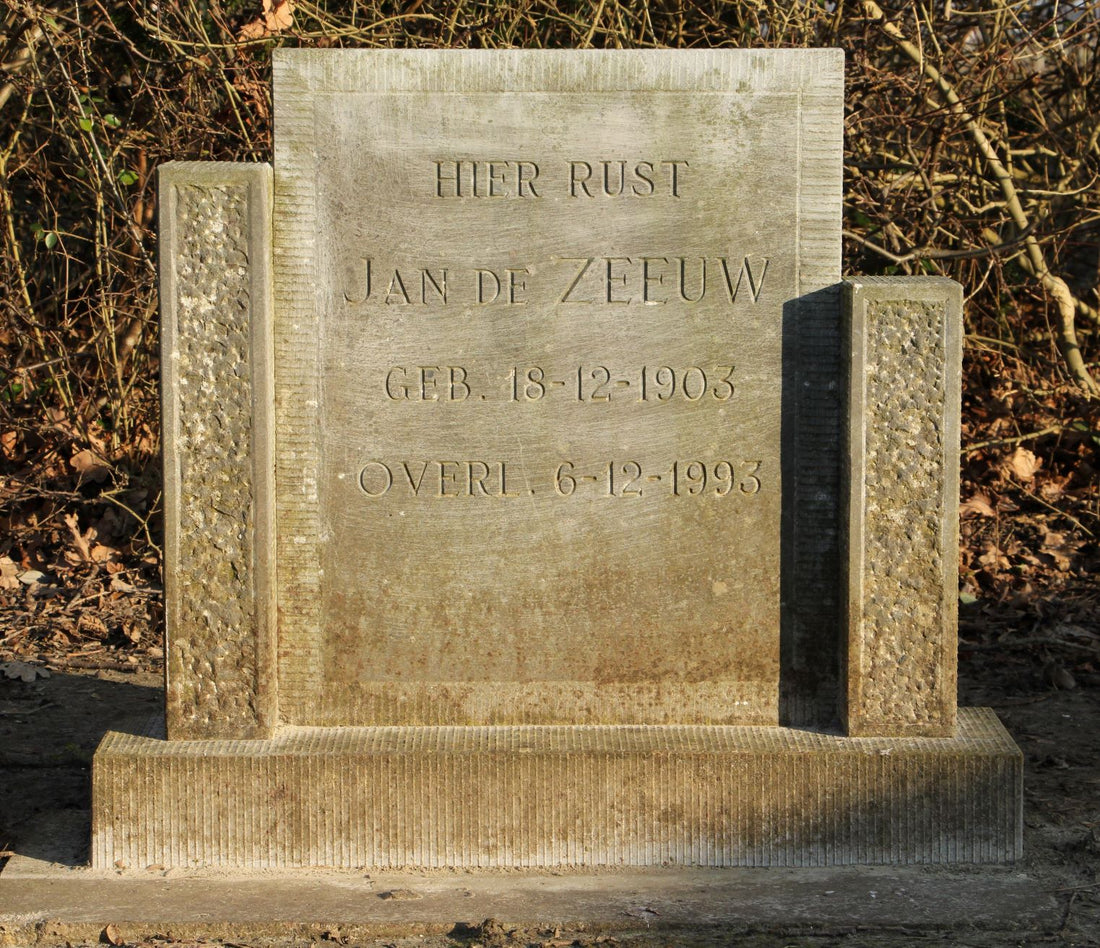 HIER RUST
JAN DE ZEEUW
GEB. 18-12-1903
OVERL. 6-12-1993